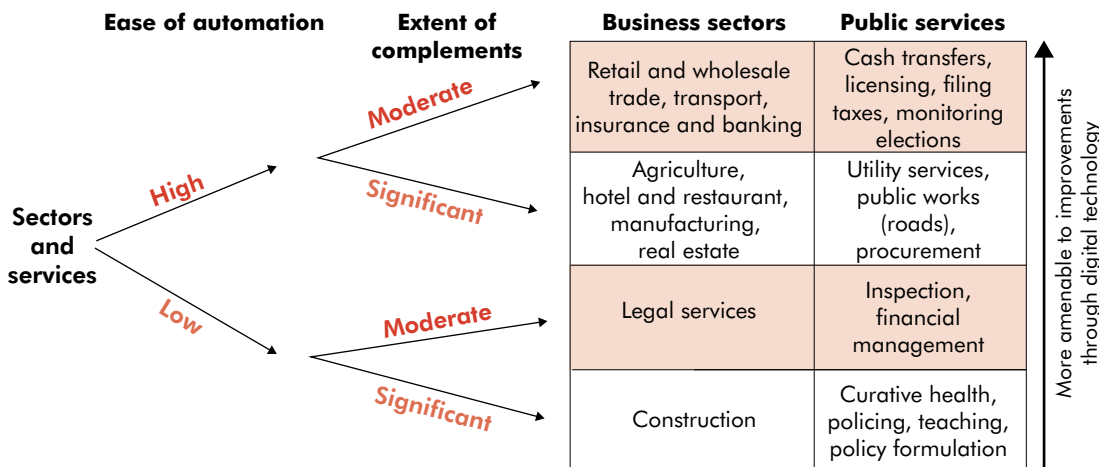 Ease of automation
Extent of
complements
Business sectors
Public services
Sectors
and
services
High
Low
Moderate
Significant
Moderate
Significant
Retail and wholesale
trade, transport,
insurance and banking
Cash transfers,
licensing, filing
taxes, monitoring
elections
Agriculture,
hotel and restaurant,
manufacturing,
real estate
Utility services,
public works
(roads),
procurement
Legal services
Inspection,
financial
management
Construction
Curative health,
policing, teaching,
policy formulation
More amenable to improvements
through digital technology